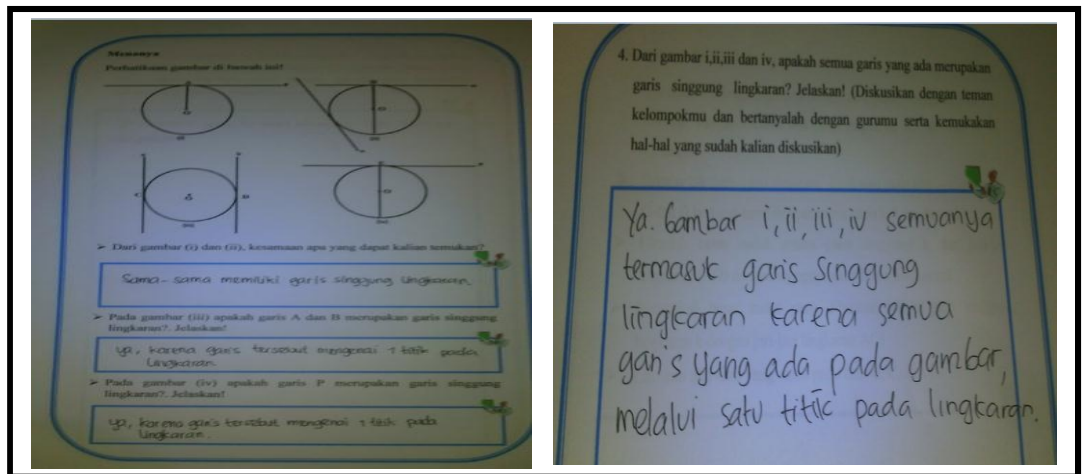 Menanya
Perhatikan gambar di bawah ini!
➢ Dari gambar (i) dan (ii), kesamaan apa yang dapat kalian temukan?
Sama-sama memiliki garis singgung lingkaran.
➢ Pada gambar (iii) apakah garis A dan B merupakan garis singgung
lingkaran?. Jelaskan!
ya, karena garis tersebut mengenai 1 titik pada
lingkaran.
➢ Pada gambar (iv) apakah garis P merupakan garis singgung
lingkaran?. Jelaskan!
ya, karena garis tersebut mengenai 1 titik pada
lingkaran.
4. Dari gambar i,ii,iii dan iv, apakah semua garis yang ada merupakan
garis singgung lingkaran? Jelaskan! (Diskusikan dengan teman
kelompokmu dan bertanyalah dengan gurumu serta kemukakan
hal-hal yang sudah kalian diskusikan)
Ya. Gambar i, ii, iii, iv semuanya
termasuk garis singgung
lingkaran karena semua
garis yang ada pada gambar,
melalui satu titik pada lingkaran.